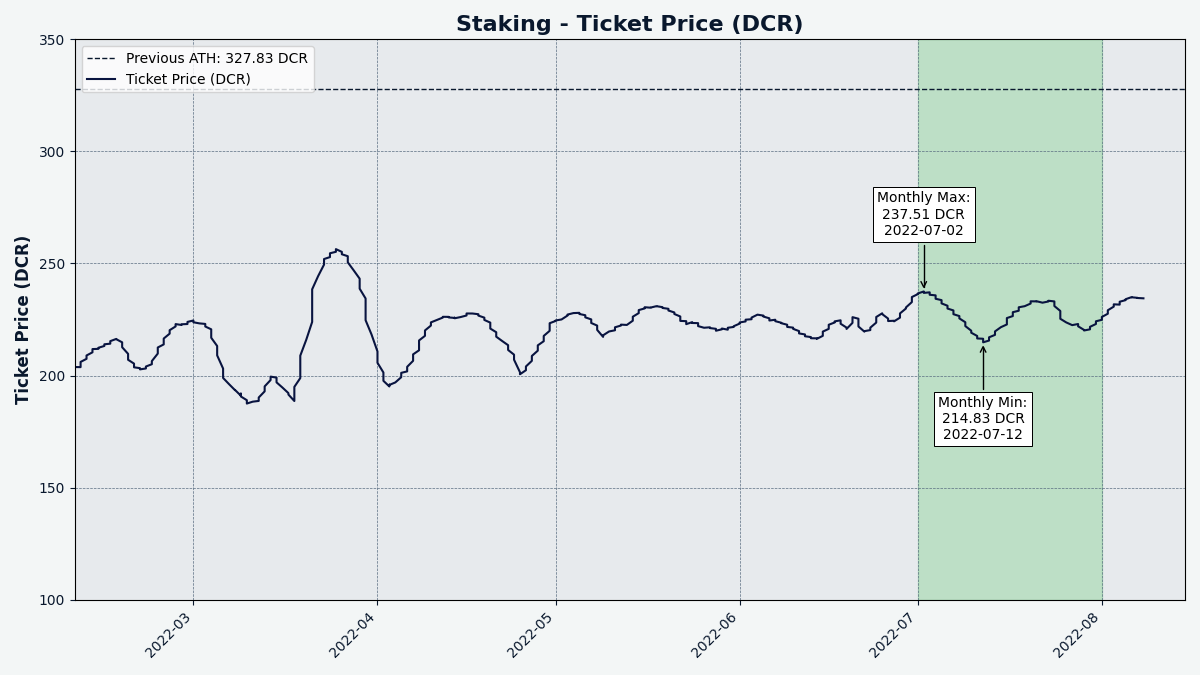 Staking - Ticket Price (DCR)
Previous ATH: 327.83 DCR
Ticket Price (DCR)
Ticket Price (DCR)
350
300
250
200
150
100
Monthly Max:
237.51 DCR
2022-07-02
Monthly Min:
214.83 DCR
2022-07-12
2022-03
2022-04
2022-05
2022-06
2022-07
2022-08